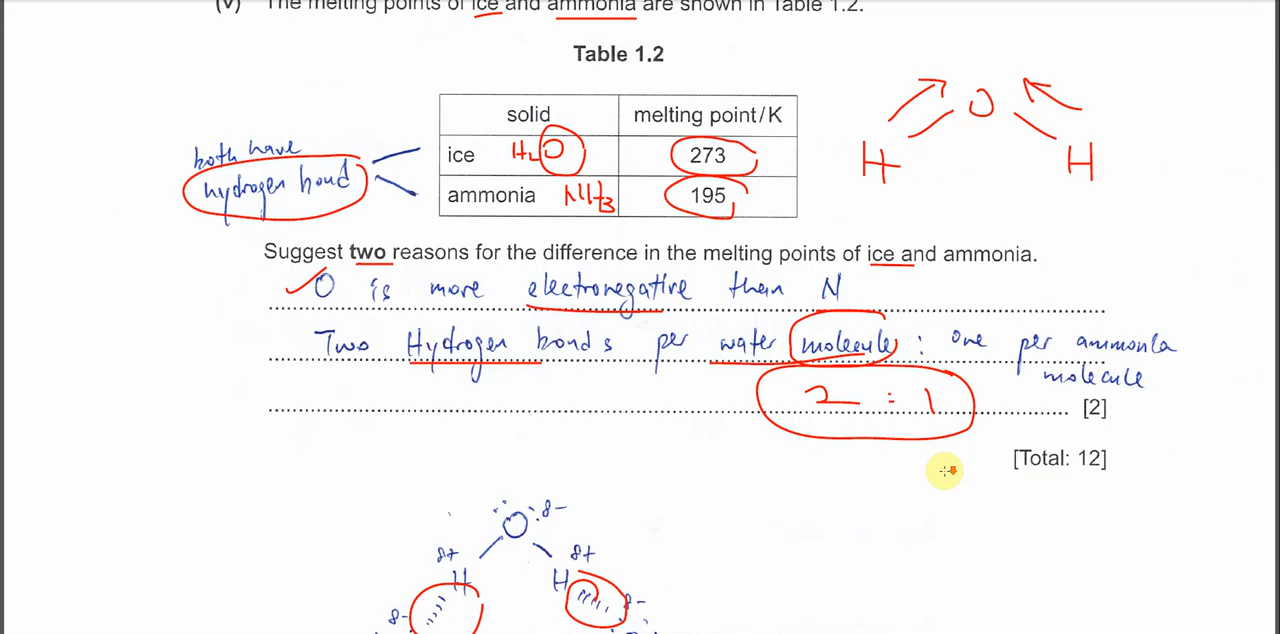 (v) The melting points of ice and ammonia are shown in Table 1.2.
Table 1.2
solid melting point/K
ice H₂O 273
ammonia NH₃ 195
both have
hydrogen bond
O
H H
Suggest two reasons for the difference in the melting points of ice and ammonia.
O is more electronegative than N
Two Hydrogen bonds per water molecule : one per ammonia
molecule
2 : 1
[2]
[Total: 12]
O δ-
δ+ δ+
H H
δ- δ-